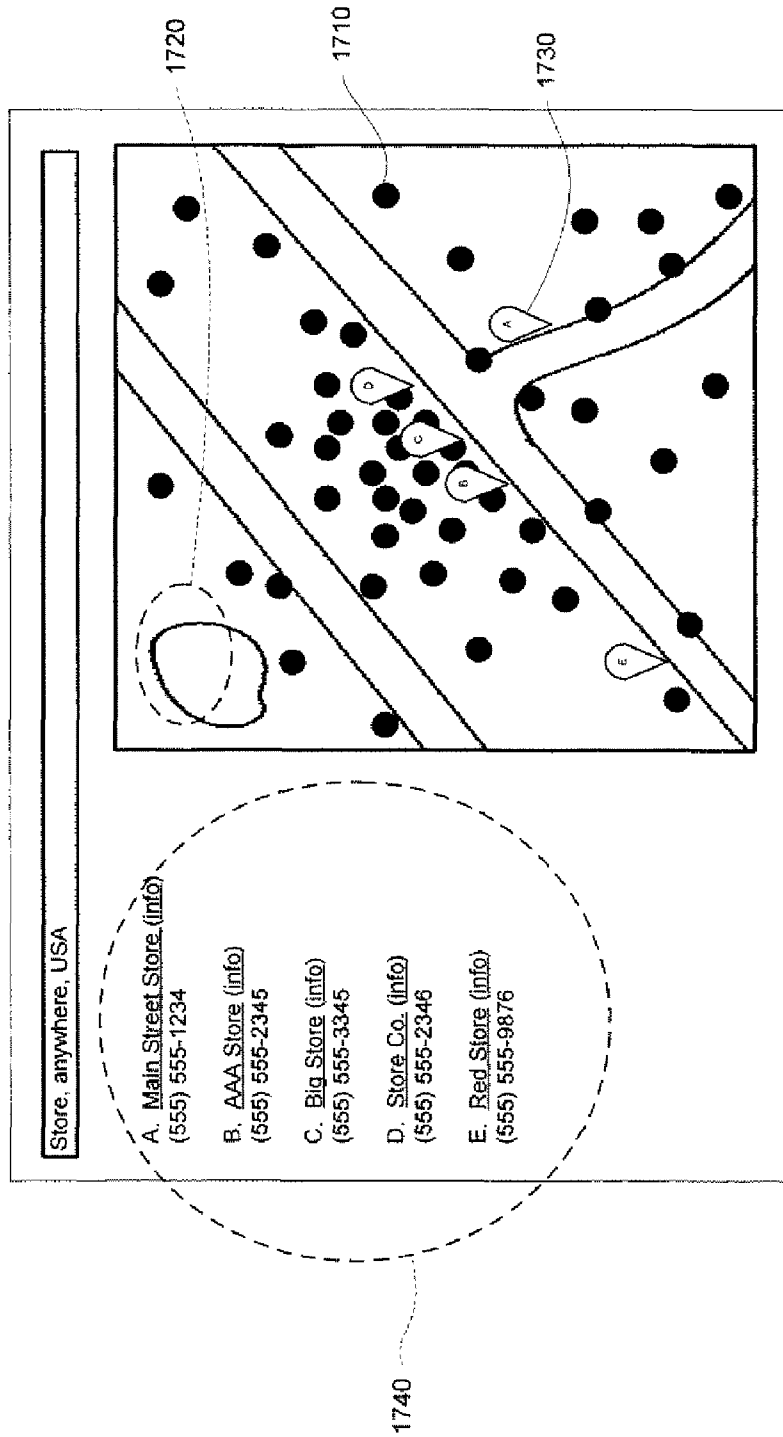 Store, anywhere, USA
A. Main Street Store (info)
(555) 555-1234
B. AAA Store (info)
(555) 555-2345
C. Big Store (info)
(555) 555-3345
D. Store Co. (info)
(555) 555-2346
E. Red Store (info)
(555) 555-9876
A
B
C
D
E
1720
1710
1730
1740